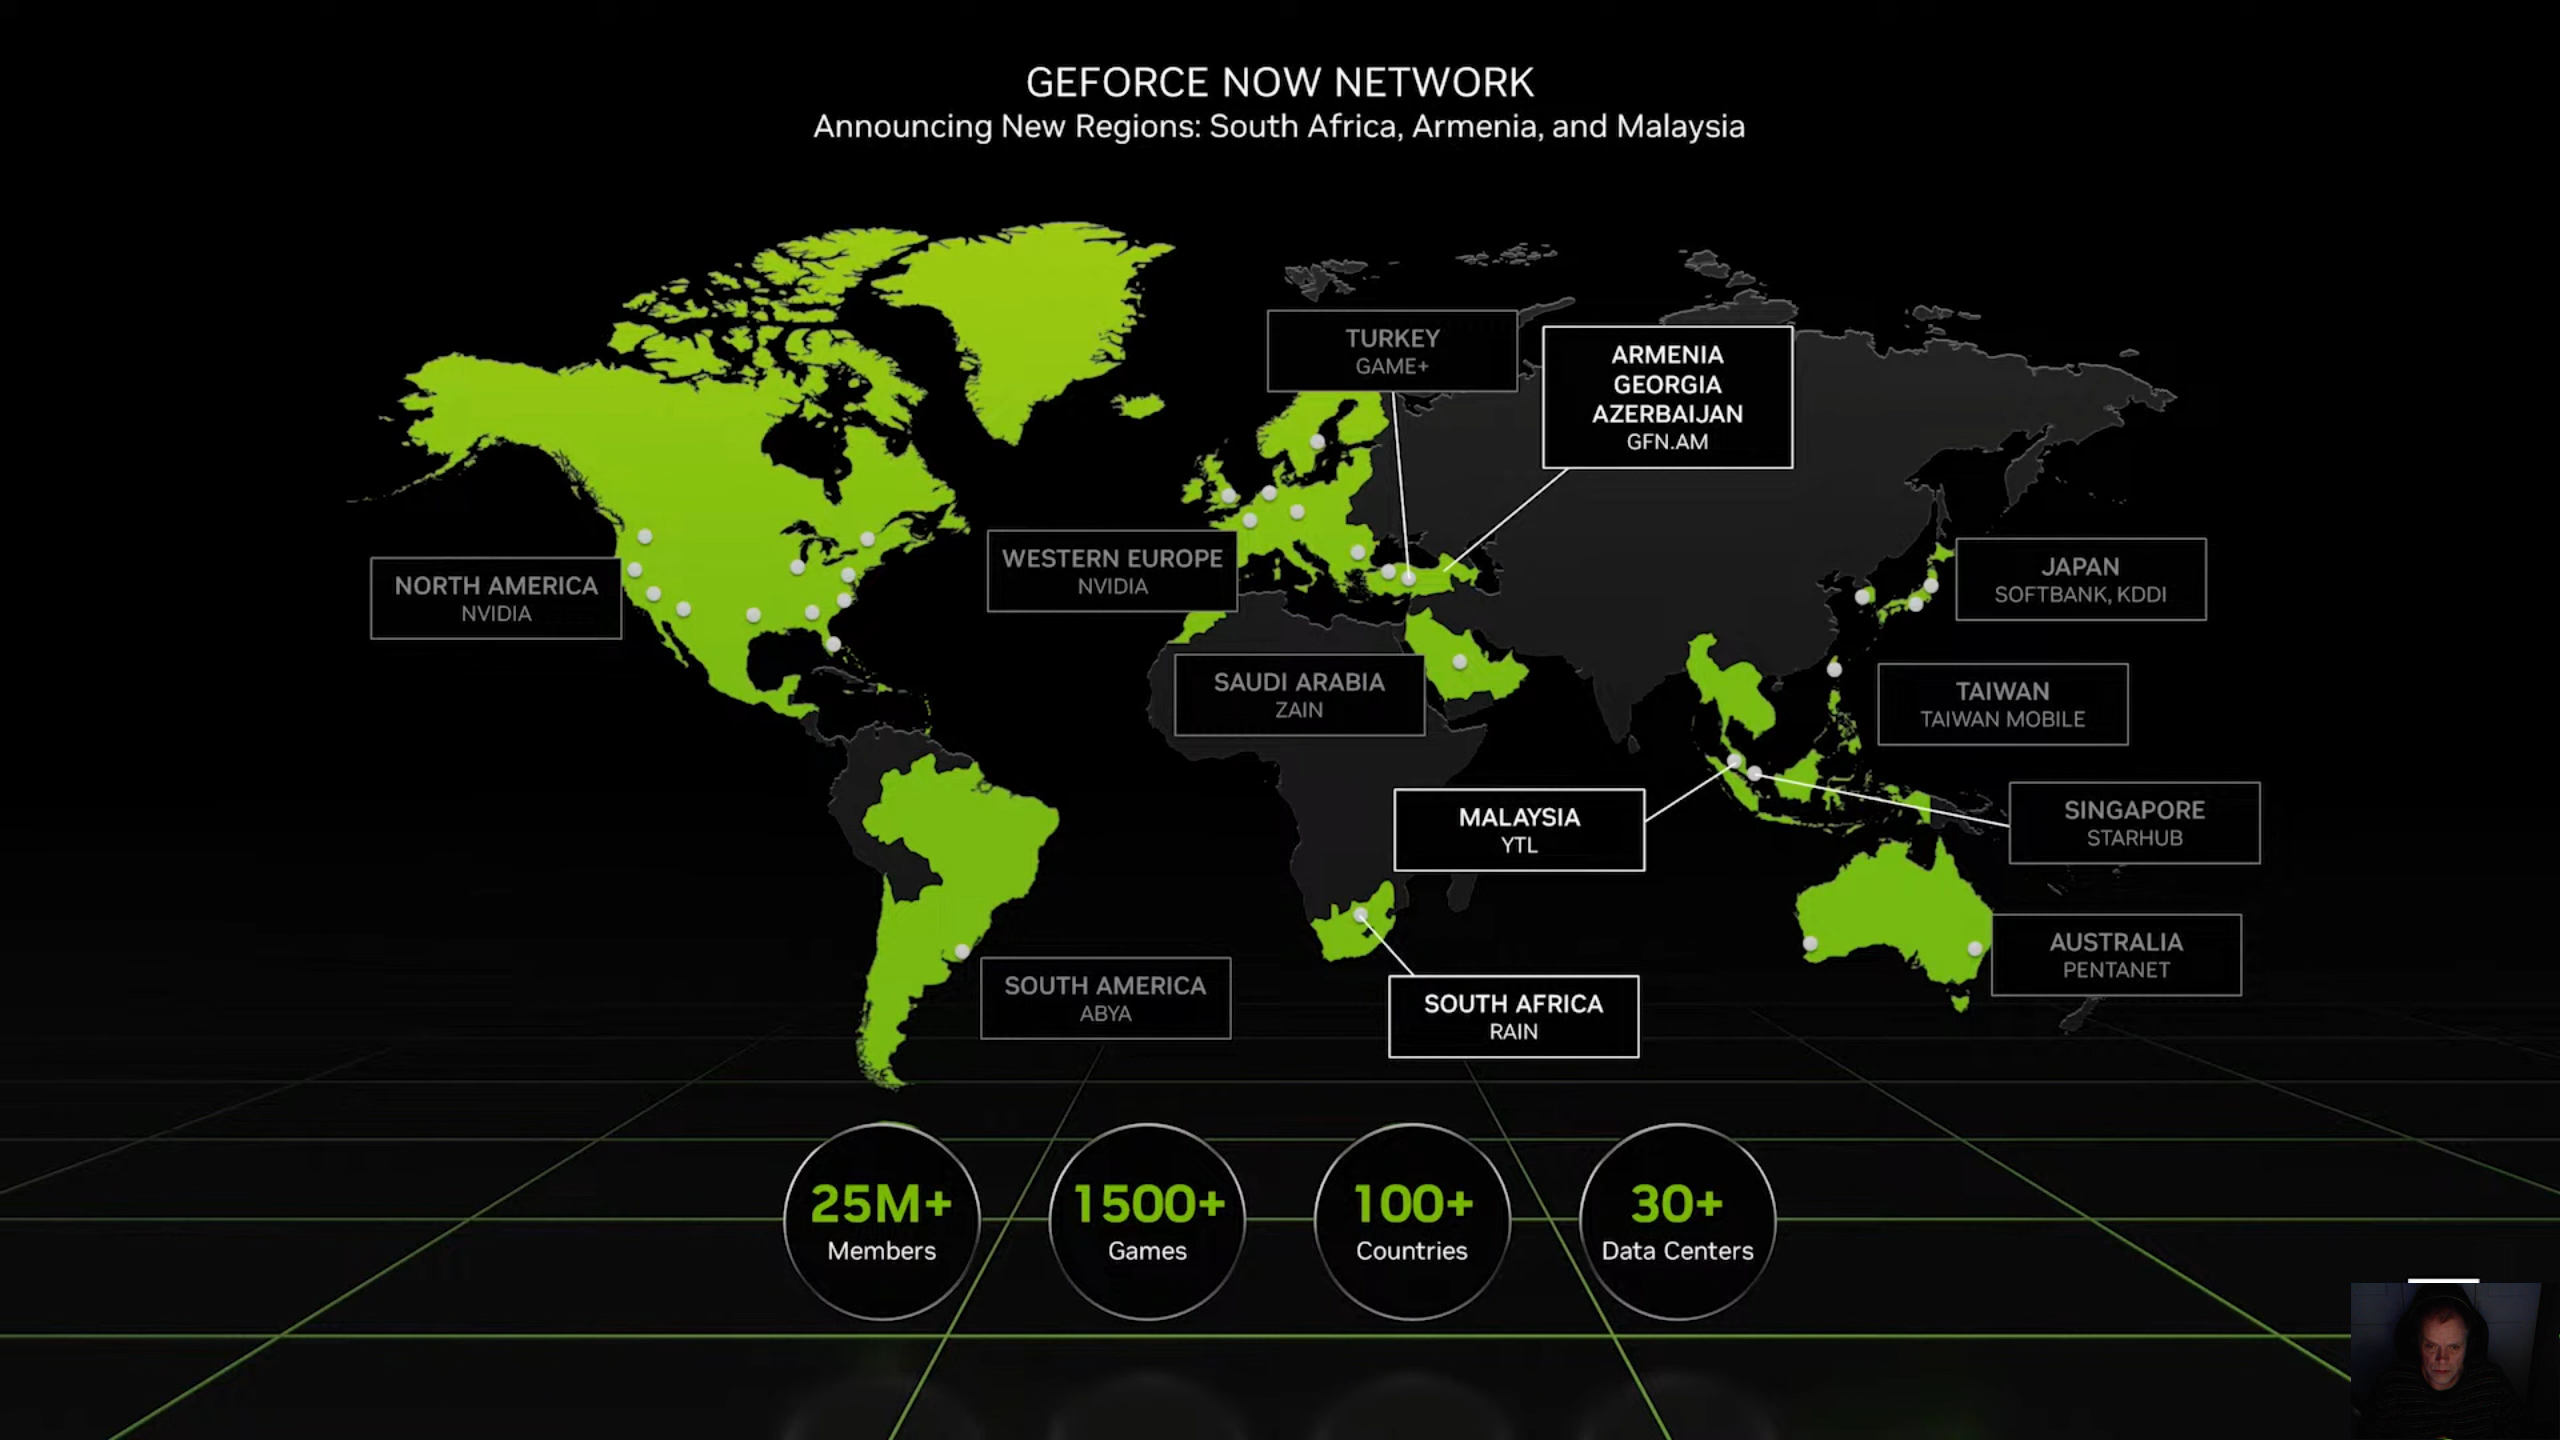 GEFORCE NOW NETWORK
Announcing New Regions: South Africa, Armenia, and Malaysia
TURKEY
GAME+
ARMENIA
GEORGIA
AZERBAIJAN
GFN.AM
NORTH AMERICA
NVIDIA
WESTERN EUROPE
NVIDIA
JAPAN
SOFTBANK, KDDI
SAUDI ARABIA
ZAIN
TAIWAN
TAIWAN MOBILE
MALAYSIA
YTL
SINGAPORE
STARHUB
AUSTRALIA
PENTANET
SOUTH AMERICA
ABYA
SOUTH AFRICA
RAIN
25M+
Members
1500+
Games
100+
Countries
30+
Data Centers